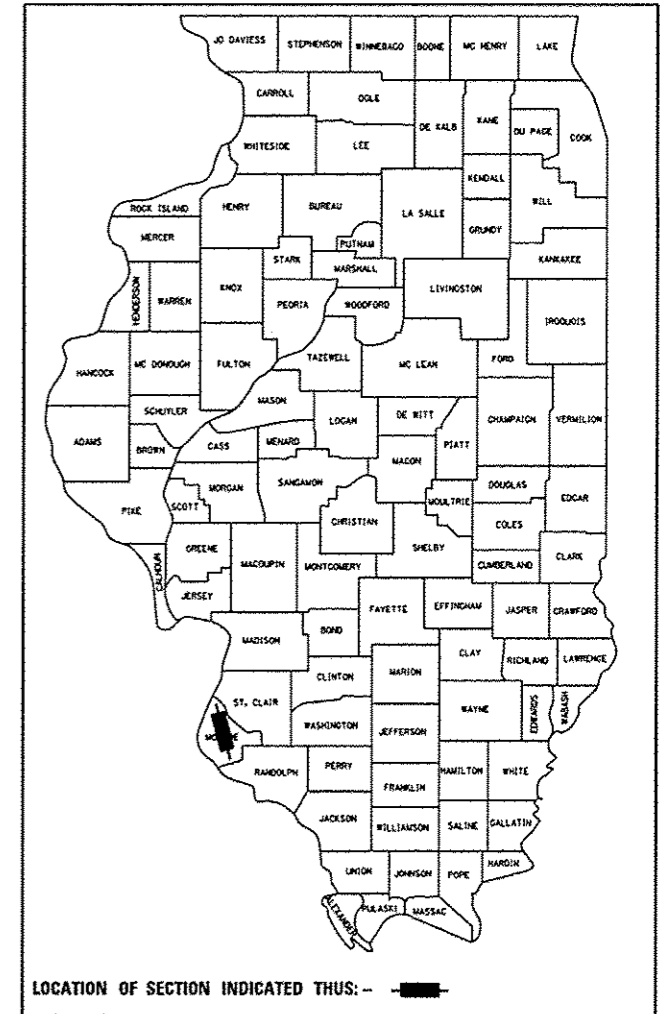 JO DAVIESS
STEPHENSON
WINNEBAGO
BOONE
MC HENRY
LAKE
CARROLL
OGLE
DE KALB
KANE
DU PAGE
COOK
WHITESIDE
LEE
KENDALL
WILL
ROCK ISLAND
HENRY
BUREAU
LA SALLE
GRUNDY
MERCER
PUTNAM
KANKAKEE
STARK
MARSHALL
HENDERSON
WARREN
KNOX
PEORIA
WOODFORD
LIVINGSTON
IROQUOIS
HANCOCK
MC DONOUGH
FULTON
TAZEWELL
MC LEAN
FORD
SCHUYLER
MASON
LOGAN
DE WITT
CHAMPAIGN
VERMILION
ADAMS
BROWN
CASS
MENARD
MACON
PIATT
PIKE
SCOTT
MORGAN
SANGAMON
CHRISTIAN
MOULTRIE
DOUGLAS
EDGAR
COLES
CALHOUN
GREENE
MACOUPIN
MONTGOMERY
SHELBY
CUMBERLAND
CLARK
JERSEY
FAYETTE
EFFINGHAM
JASPER
CRAWFORD
MADISON
BOND
CLAY
RICHLAND
LAWRENCE
CLINTON
MARION
ST. CLAIR
WAYNE
EDWARDS
WABASH
WASHINGTON
JEFFERSON
RANDOLPH
PERRY
HAMILTON
WHITE
FRANKLIN
JACKSON
WILLIAMSON
SALINE
GALLATIN
UNION
JOHNSON
POPE
HARDIN
ALEXANDER
PULASKI
MASSAC
LOCATION OF SECTION INDICATED THUS: -